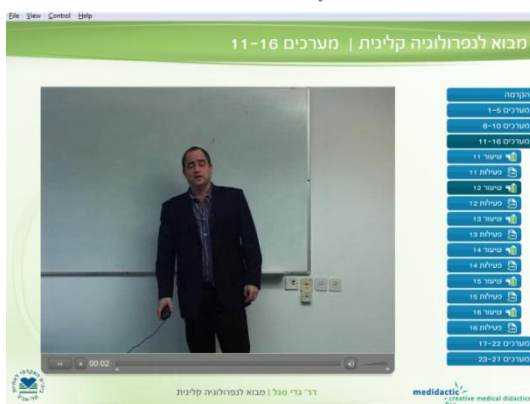 File View Control Help
מבוא לנפרולוגיה קלינית | מערכים 11-16
הקדמה
מערכים 1-5
מערכים 6-10
מערכים 11-16
שיעור 11
פעילות 11
שיעור 12
פעילות 12
שיעור 13
פעילות 13
שיעור 14
פעילות 14
שיעור 15
פעילות 15
שיעור 16
פעילות 16
מערכים 17-22
מערכים 23-27
00:02
דר' גדי סגל | מבוא לנפרולוגיה קלינית
medidactic
creative medical didactic